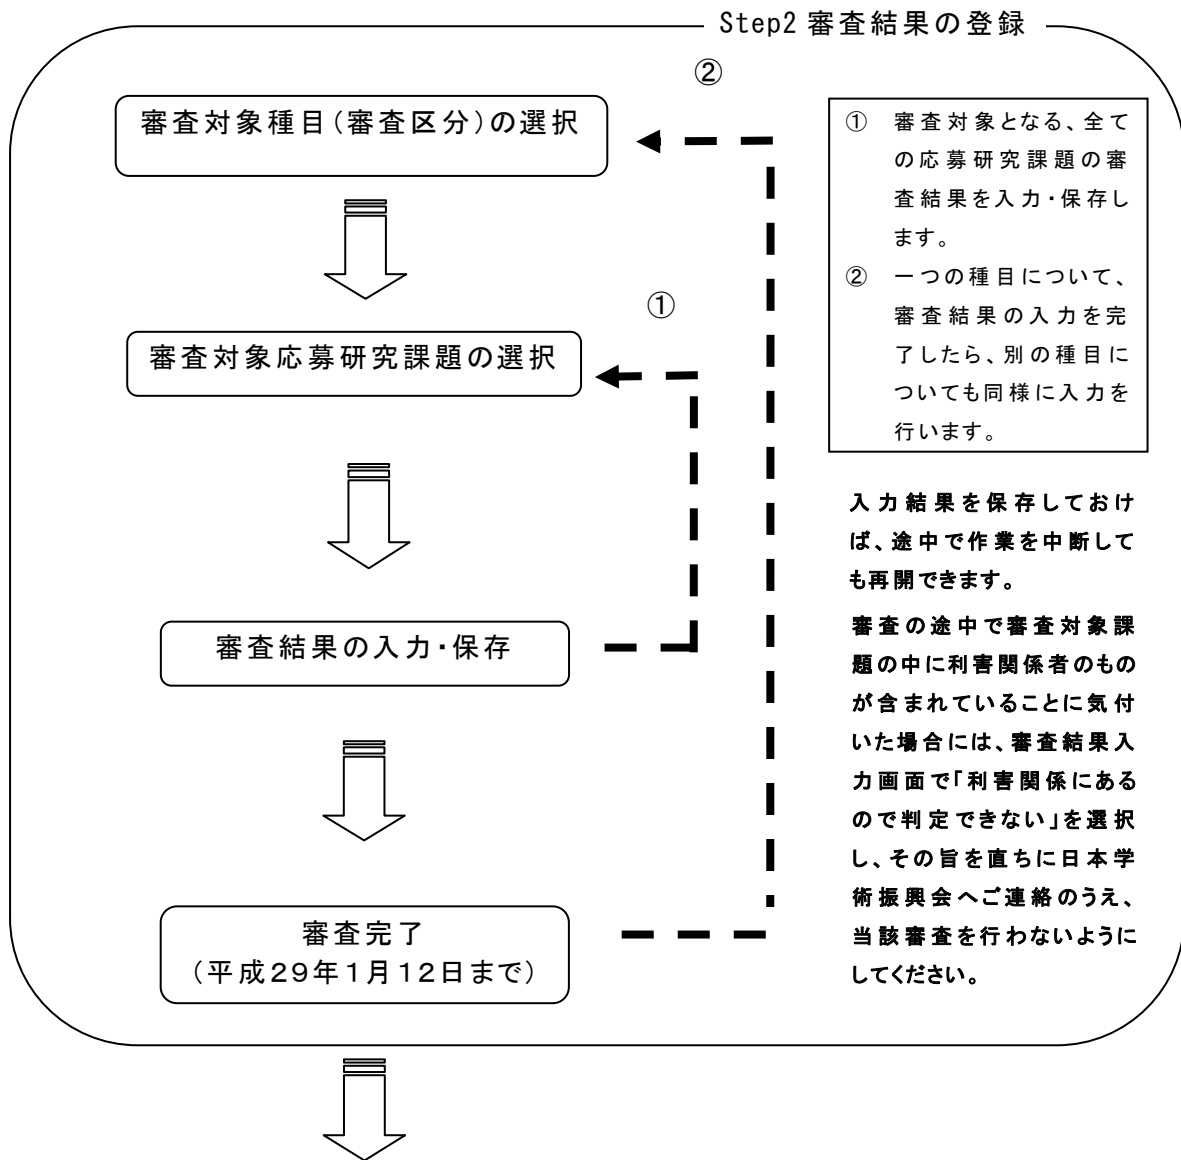 Step2 審査結果の登録
②
審査対象種目(審査区分)の選択
①
審査対象応募研究課題の選択
審査結果の入力・保存
審査完了
(平成29年1月12日まで)
① 審査対象となる、全て
の応募研究課題の審
査結果を入力・保存し
ます。
② 一つの種目について、
審査結果の入力を完
了したら、別の種目に
ついても同様に入力を
行います。
入力結果を保存しておけ
ば、途中で作業を中断して
も再開できます。
審査の途中で審査対象課
題の中に利害関係者のもの
が含まれていることに気付
いた場合には、審査結果入
力画面で「利害関係にある
ので判定できない」を選択
し、その旨を直ちに日本学
術振興会へご連絡のうえ、
当該審査を行わないように
してください。